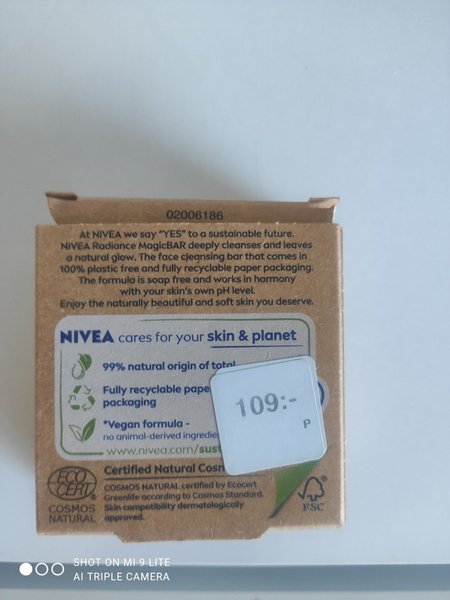 02006186
At NIVEA we say "YES" to a sustainable future.
NIVEA Radiance MagicBAR deeply cleanses and leaves
a natural glow. The face cleansing bar that comes in
100% plastic free and fully recyclable paper packaging.
The formula is soap free and works in harmony
with your skin's own pH level.
Enjoy the naturally beautiful and soft skin you deserve.
NIVEA cares for your skin & planet
99% natural origin of total
Fully recyclable paper
packaging
*Vegan formula -
no animal-derived
www.nivea.com/
109:-
P
Certified Natural
COSMOS NATURAL certified by Ecocert
Greenlife according to Cosmos Standard.
Skin compatibility dermatologically
approved.
ECO
CERT
COSMOS
NATURAL
FSC
SHOT ON MI 9 LITE
AI TRIPLE CAMERA